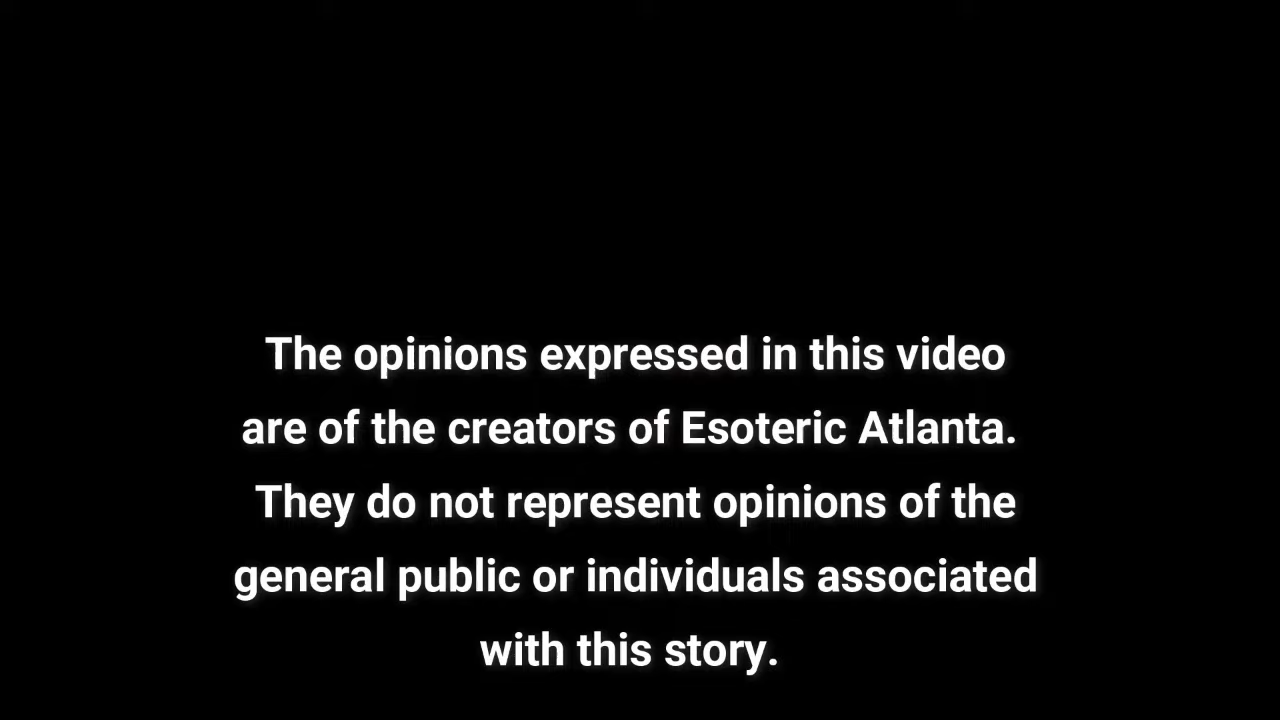 The opinions expressed in this video
are of the creators of Esoteric Atlanta.
They do not represent opinions of the
general public or individuals associated
with this story.